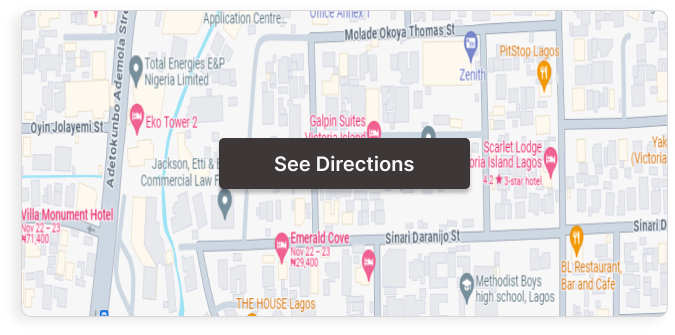 Application Centre...
Office Annex 1
Molade Okoya Thomas St
Adetokunbo Ademola Stre
Total Energies E&P
Nigeria Limited
Zenith
PitStop Lagos
Eko Tower 2
Oyin Jolayemi St
Galpin Suites
Victoria Island
Scarlet Lodge
oria Island Lagos
4.2★ 3-star hotel
Yak
(Victoria
Jackson, Etti & E
Commercial Law F
See Directions
Villa Monument Hotel
Nov 22 – 23
₦71,400
Emerald Cove
Nov 22 – 23
₦29,400
Sinari Daranijo St
Sinari D
BL Restaurant,
Bar and Cafe
Methodist Boys
high school, Lagos
THE HOUSE Lagos